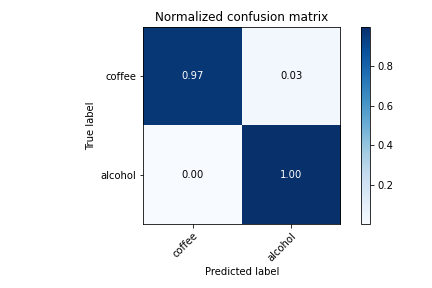 Normalized confusion matrix
True label
coffee
0.97
0.03
alcohol
0.00
1.00
coffee
alcohol
Predicted label
0.8
0.6
0.4
0.2